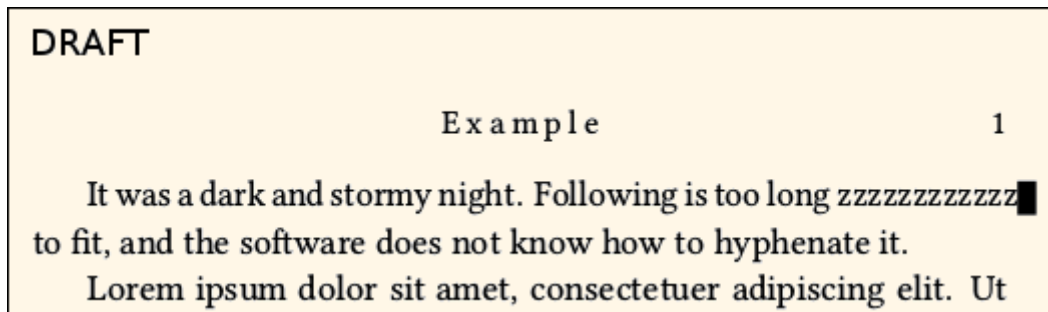 DRAFT
Example 1
It was a dark and stormy night. Following is too long zzzzzzzzzzzzz
to fit, and the software does not know how to hyphenate it.
Lorem ipsum dolor sit amet, consectetuer adipiscing elit. Ut